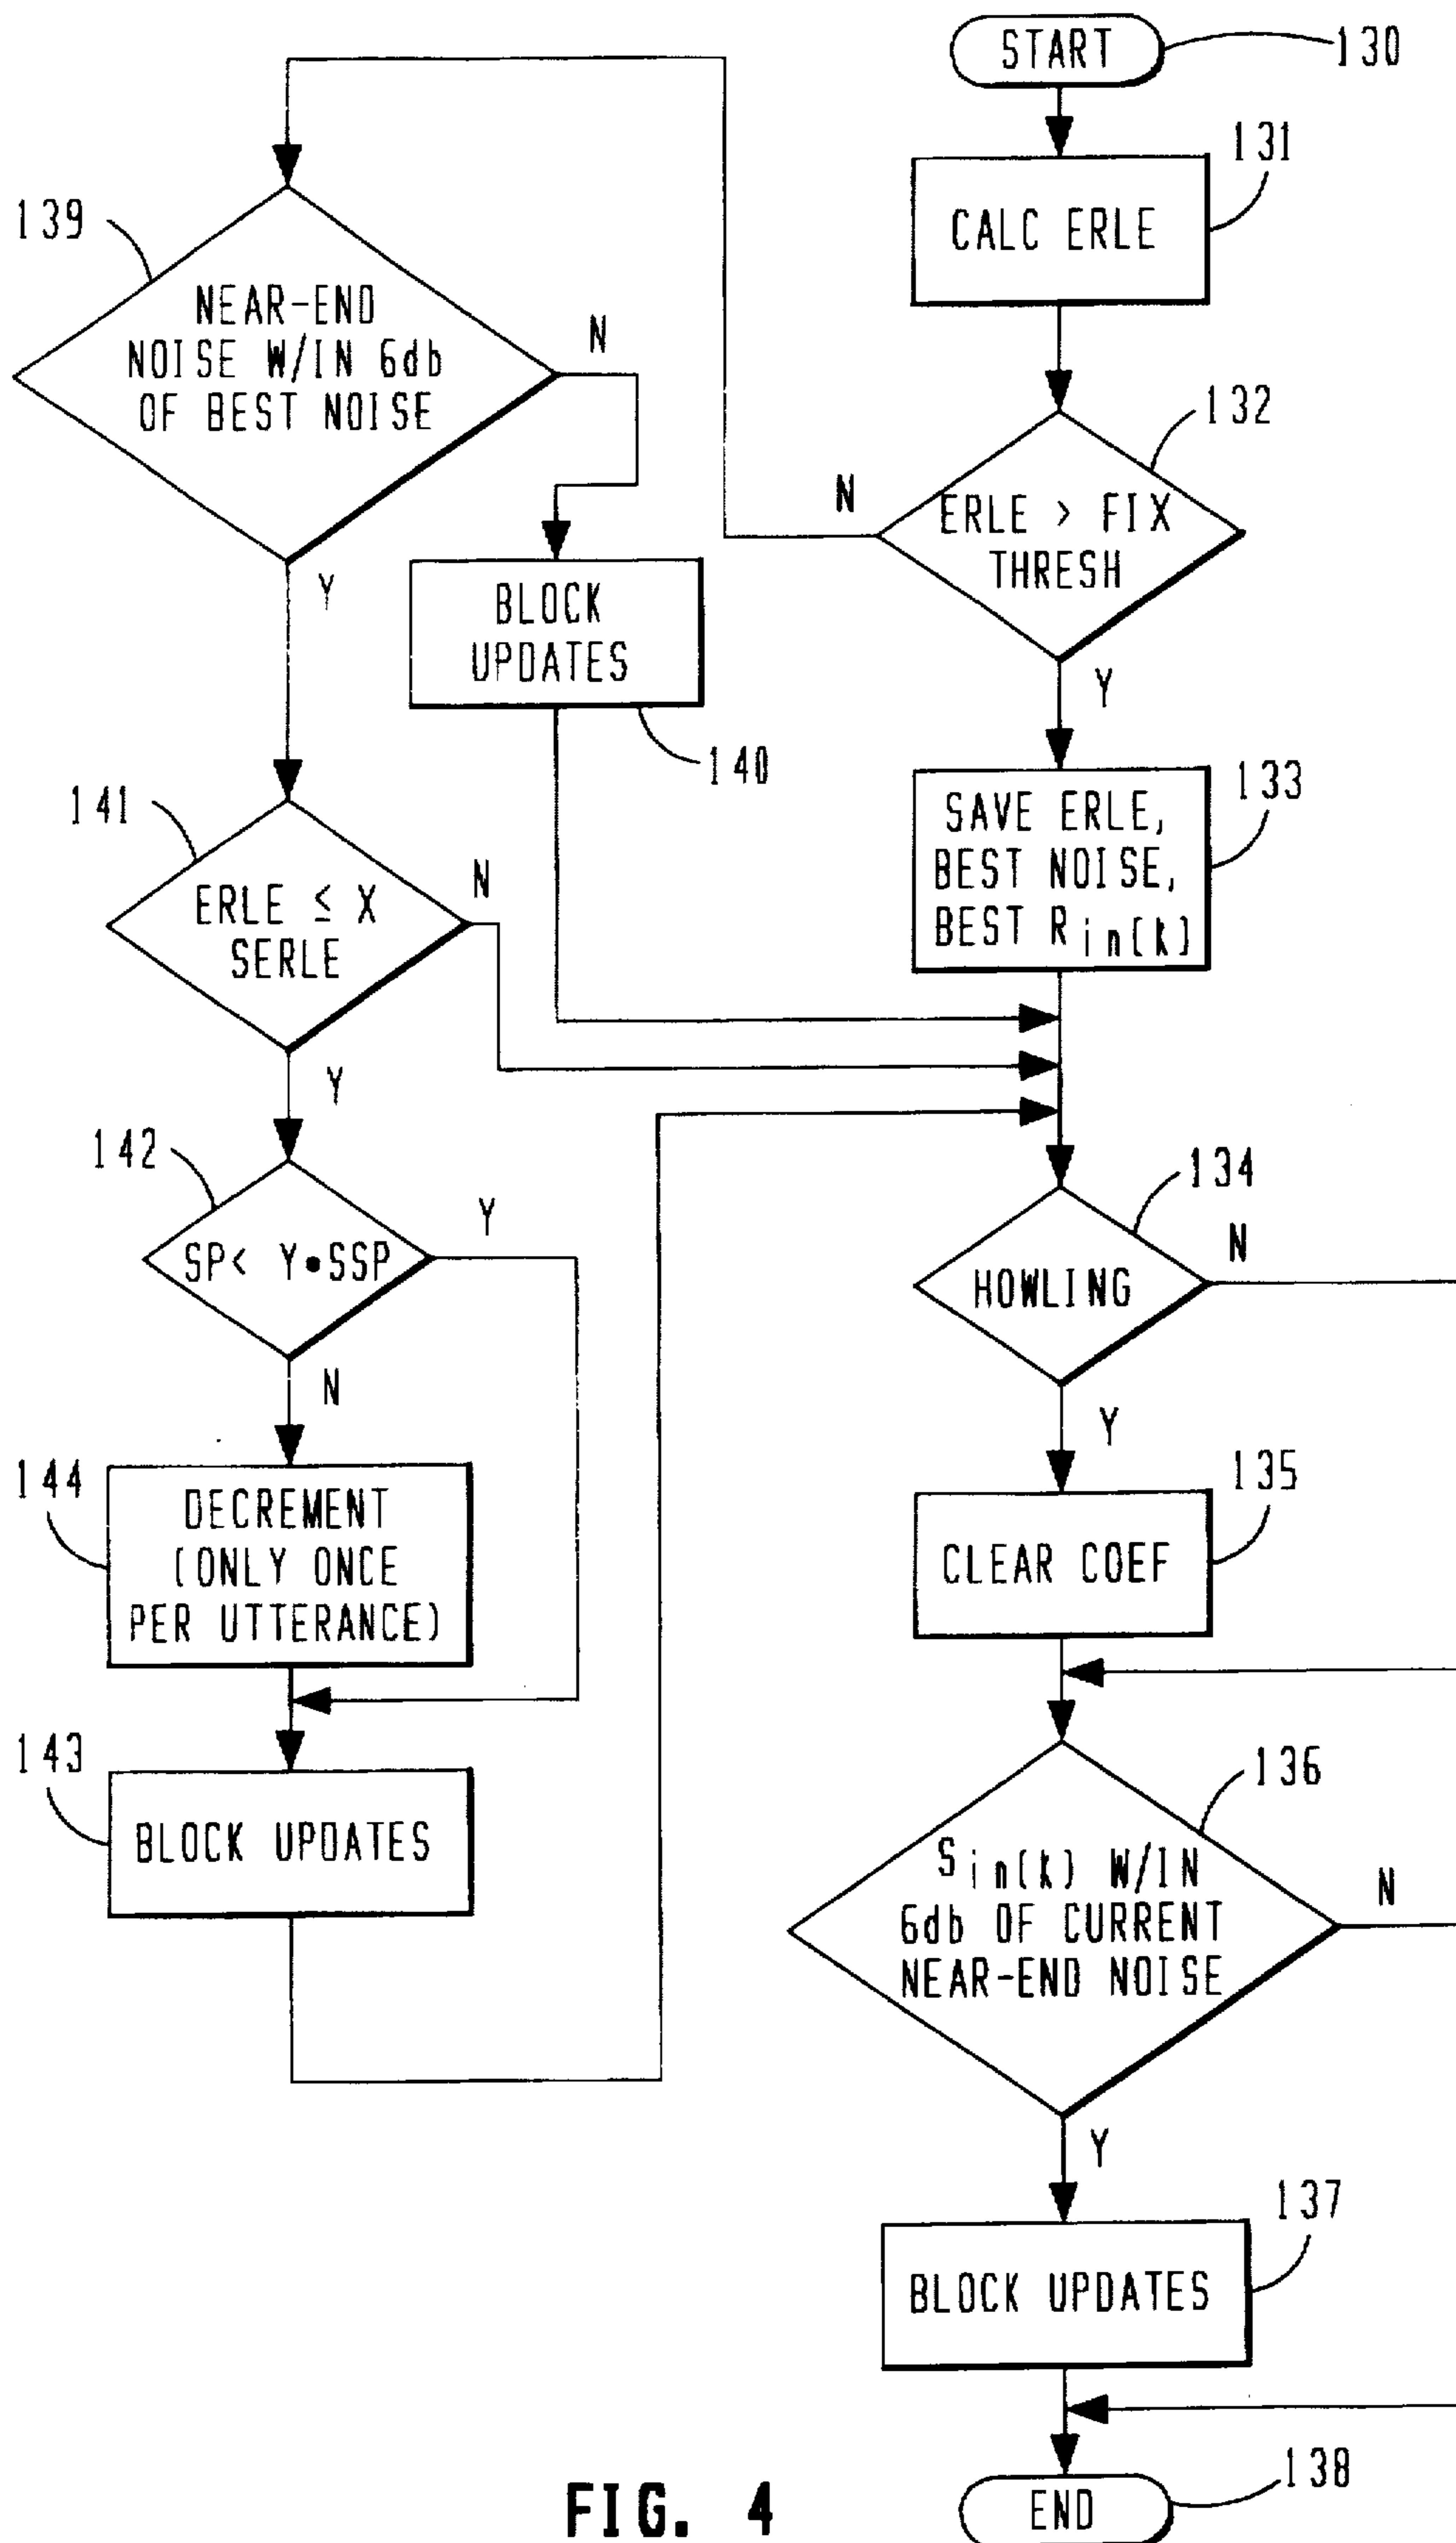 START
130
131
CALC ERLE
132
ERLE > FIX
THRESH
N
Y
133
SAVE ERLE,
BEST NOISE,
BEST Rin(k)
134
HOWLING
N
Y
135
CLEAR COEF
136
Sin(k) W/IN
6db OF CURRENT
NEAR-END NOISE
N
Y
137
BLOCK UPDATES
138
END
139
NEAR-END
NOISE W/IN 6db
OF BEST NOISE
N
Y
BLOCK
UPDATES
140
141
ERLE ≤ X
SERLE
N
Y
142
SP< Y•SSP
Y
N
144
DECREMENT
(ONLY ONCE
PER UTTERANCE)
143
BLOCK UPDATES
FIG. 4